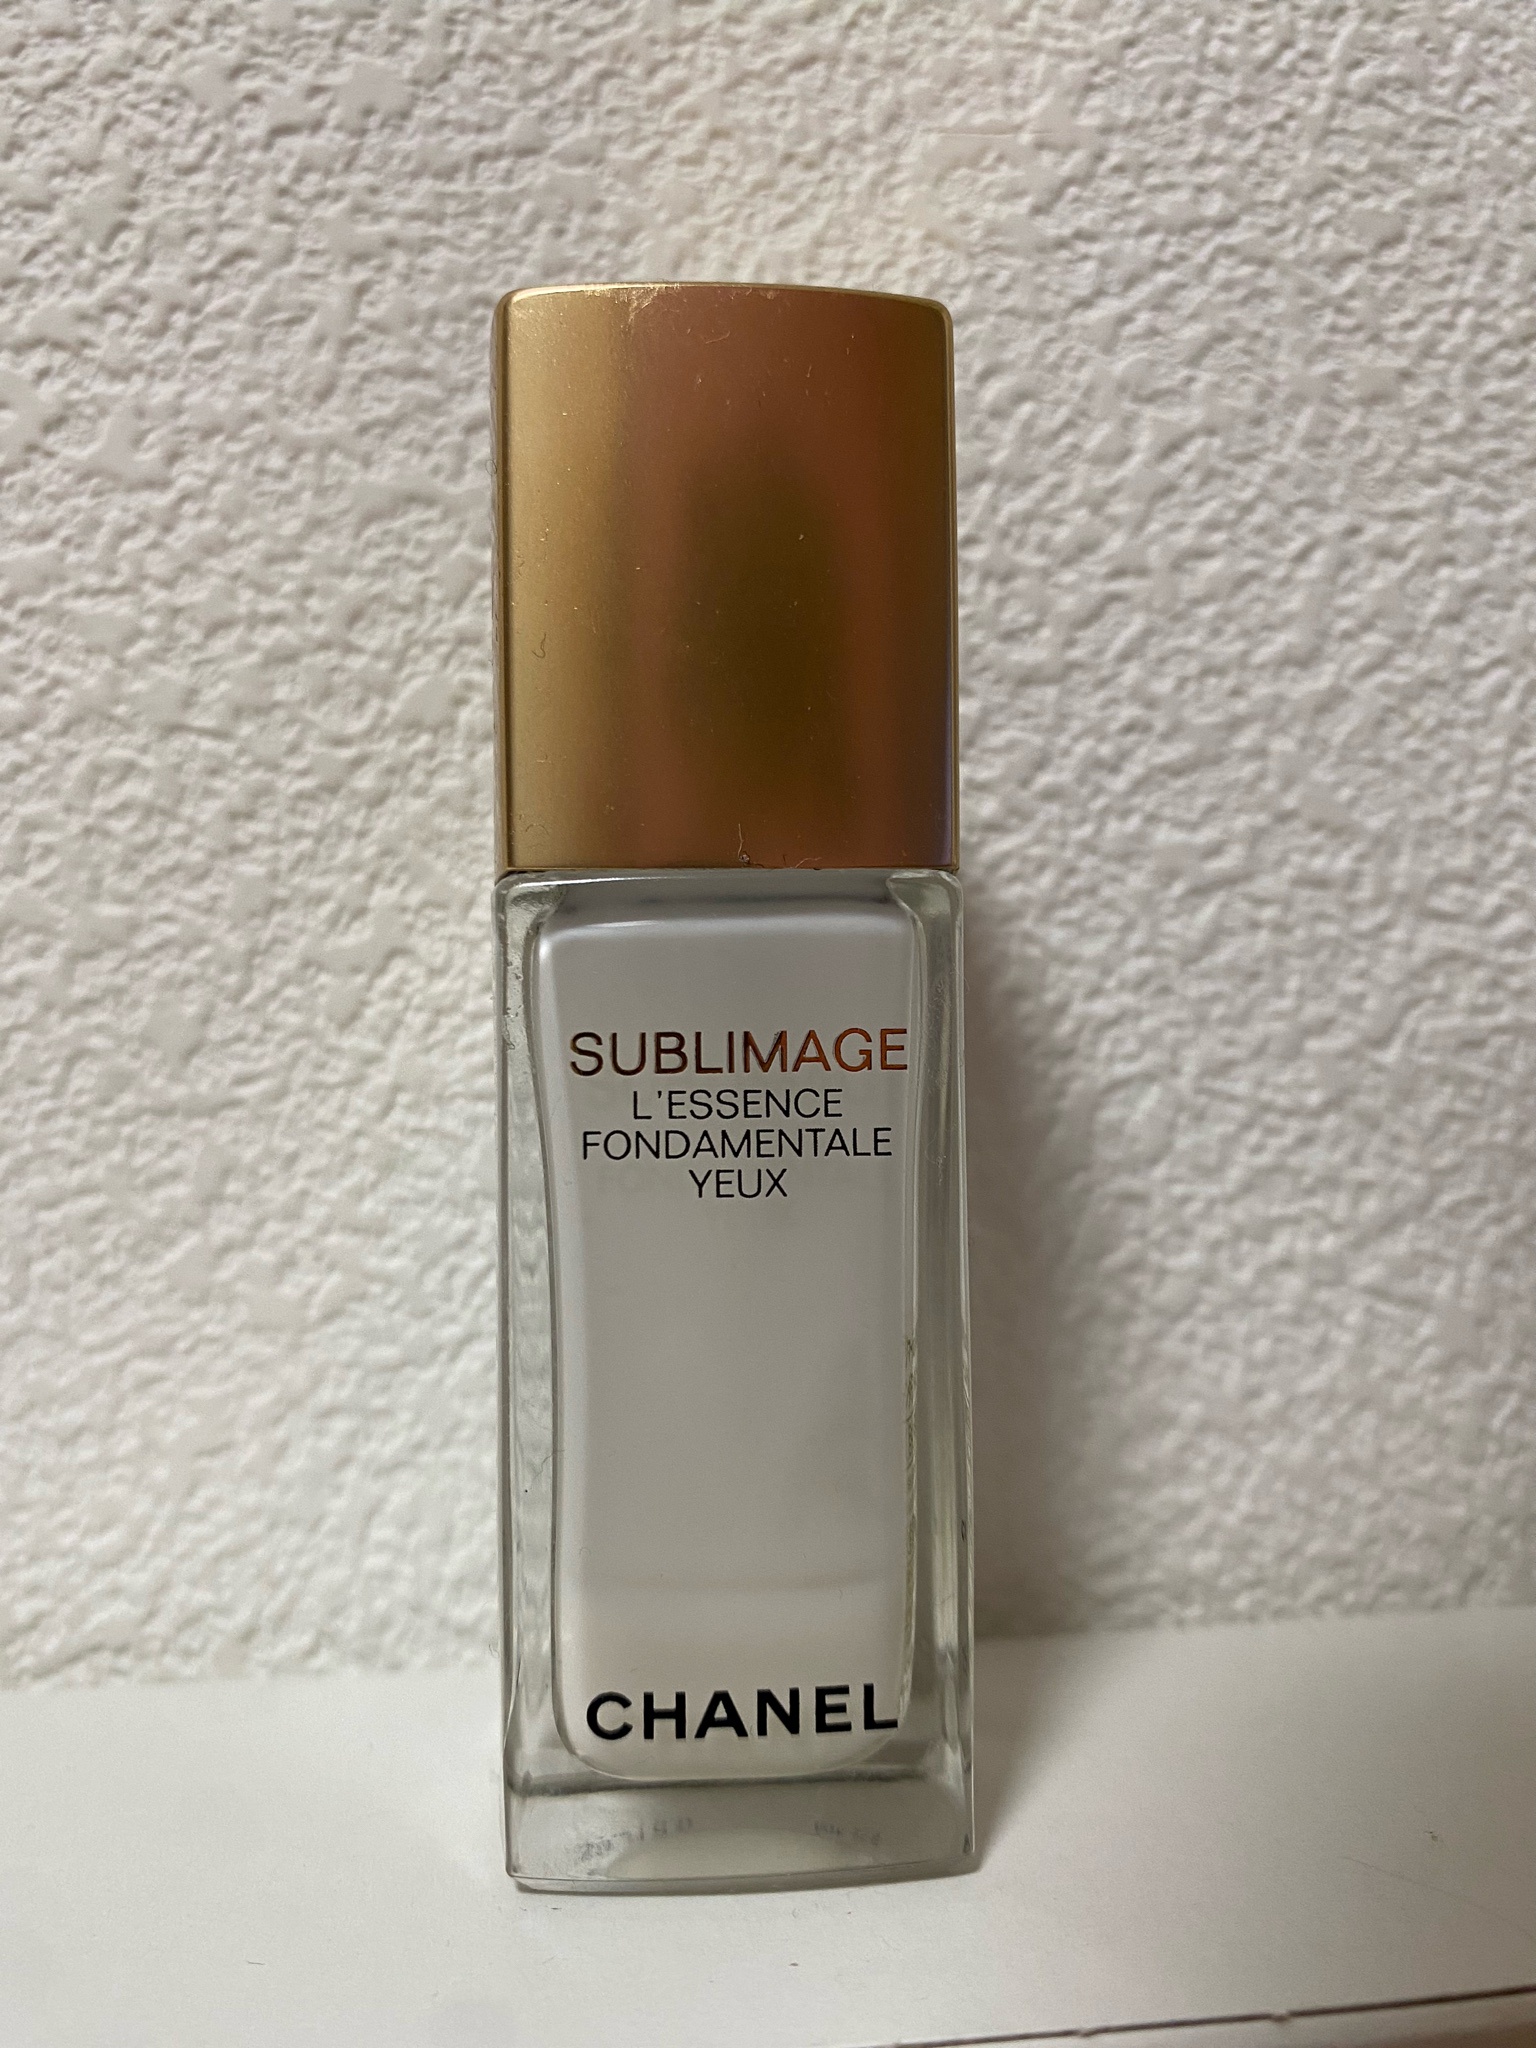 SUBLIMAGE
L'ESSENCE
FONDAMENTALE
YEUX
CHANEL